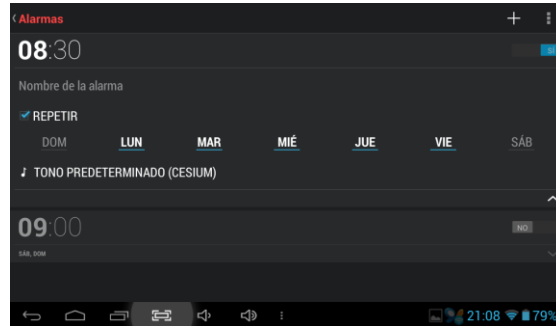 Alarmas
08:30
SÍ
Nombre de la alarma
REPETIR
DOM LUN MAR MIÉ JUE VIE SÁB
TONO PREDETERMINADO (CESIUM)
09:00
NO
SÁB, DOM
21:08 79%